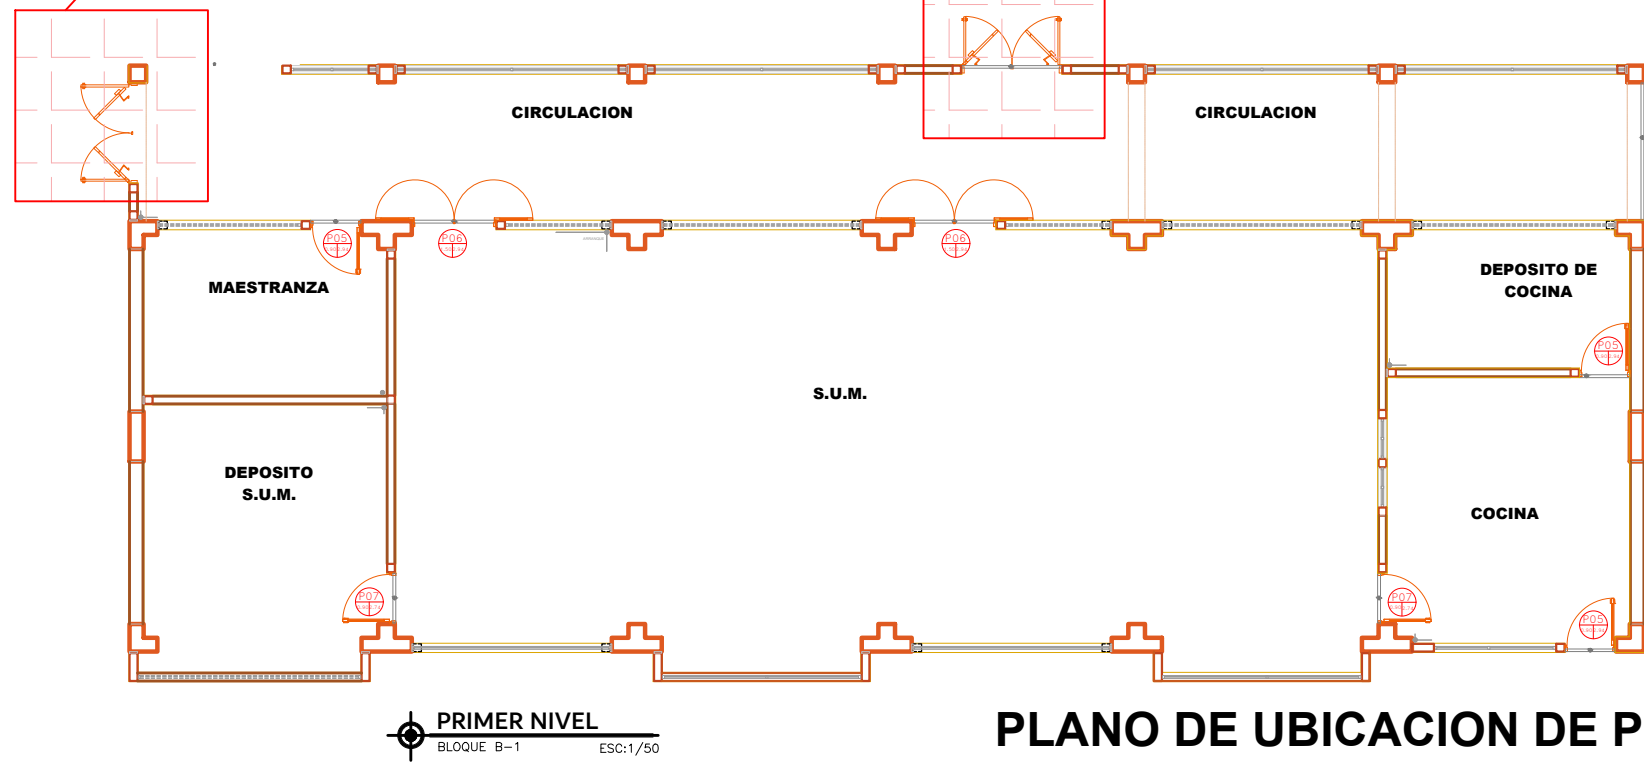 CIRCULACION
CIRCULACION
P05
P06
P06
MAESTRANZA
DEPOSITO DE
COCINA
P05
S.U.M.
DEPOSITO
S.U.M.
COCINA
P07
P07
P05
PRIMER NIVEL
BLOQUE B-1
ESC:1/50
PLANO DE UBICACION DE P